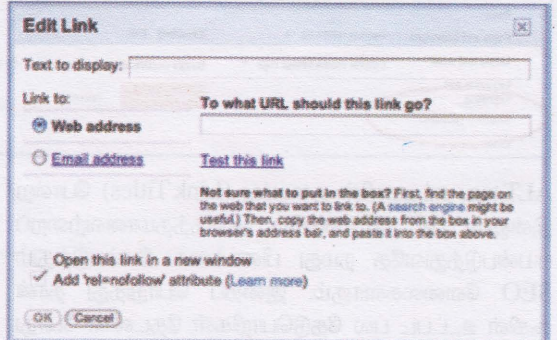 Edit Link
Text to display:
Link to:
To what URL should this link go?
Web address
Email address
Test this link
Not sure what to put in the box? First, find the page
on the web that you want to link to. (A search engine might be
useful.) Then, copy the web address from the box in your
browser's address bar, and paste it into the box above.
Open this link in a new window
Add 'rel=nofollow' attribute (Learn more)
OK Cancel